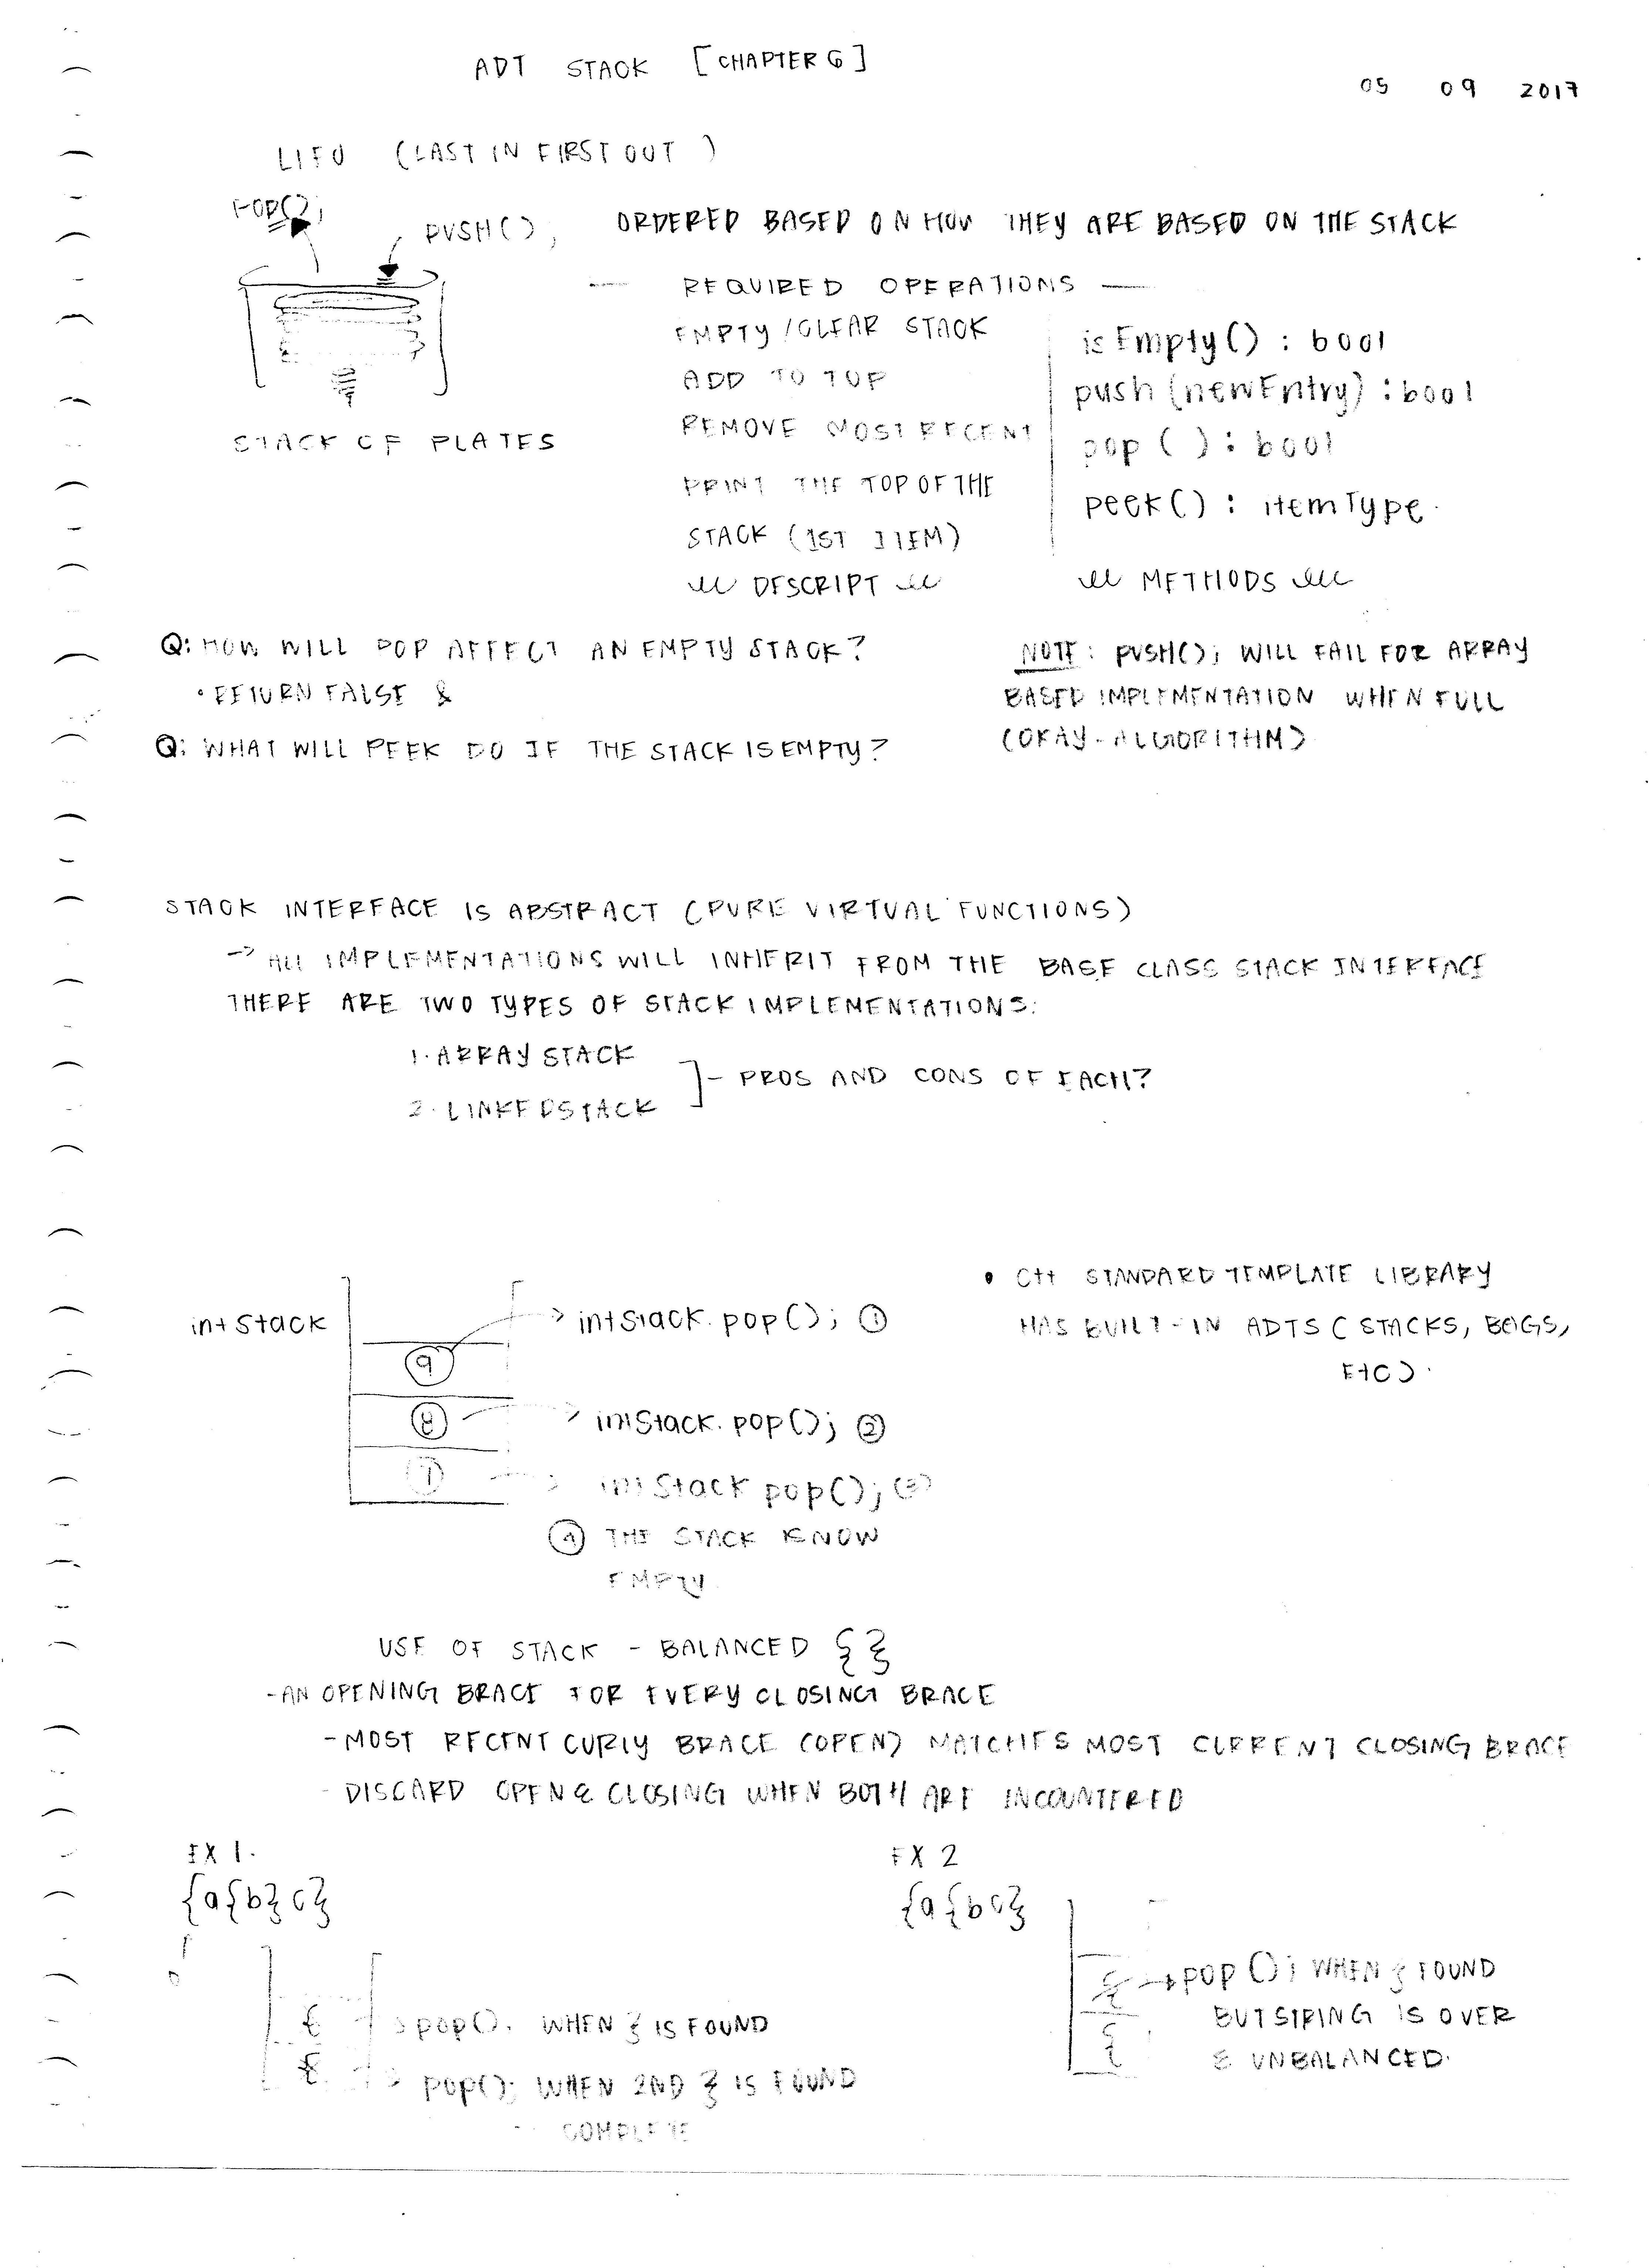 ADT STACK [CHAPTER 6]
05 09 2017
LIFO (LAST IN FIRST OUT)
POP();
PUSH();
ORDERED BASED ON HOW THEY ARE BASED ON THE STACK
STACK OF PLATES
— REQUIRED OPERATIONS —
EMPTY/CLEAR STACK
ADD TO TOP
REMOVE MOST RECENT
PRINT THE TOP OF THE
STACK (1ST ITEM)
DESCRIPT
isEmpty() : bool
push(newEntry) : bool
pop() : bool
peek() : itemType.
METHODS
Q: HOW WILL POP AFFECT AN EMPTY STACK?
• RETURN FALSE &
Q: WHAT WILL PEEK DO IF THE STACK IS EMPTY?
NOTE: PUSH(); WILL FAIL FOR ARRAY
BASED IMPLEMENTATION WHEN FULL
(OKAY - ALGORITHM)
STACK INTERFACE IS ABSTRACT (PURE VIRTUAL FUNCTIONS)
-> ALL IMPLEMENTATIONS WILL INHERIT FROM THE BASE CLASS STACK INTERFACE
THERE ARE TWO TYPES OF STACK IMPLEMENTATIONS:
1. ARRAY STACK
2. LINKEDSTACK
] - PROS AND CONS OF EACH?
intStack
9
8
7
intStack.pop(); ①
intStack.pop(); ②
intStack pop(); ③
④ THE STACK IS NOW
EMPTY.
• C++ STANDARD TEMPLATE LIBRARY
HAS BUILT-IN ADTS (STACKS, BAGS,
ETC).
USE OF STACK - BALANCED { }
- AN OPENING BRACE FOR EVERY CLOSING BRACE
- MOST RECENT CURLY BRACE (OPEN) MATCHES MOST CURRENT CLOSING BRACE
- DISCARD OPEN & CLOSING WHEN BOTH ARE INCOUNTERED
EX 1.
{a{b}c}
{
{
pop(). WHEN } IS FOUND
pop(); WHEN 2ND } IS FOUND
COMPLETE
EX 2
{a{bc}
{
{
pop(); WHEN } FOUND
BUT STRING IS OVER
& UNBALANCED.